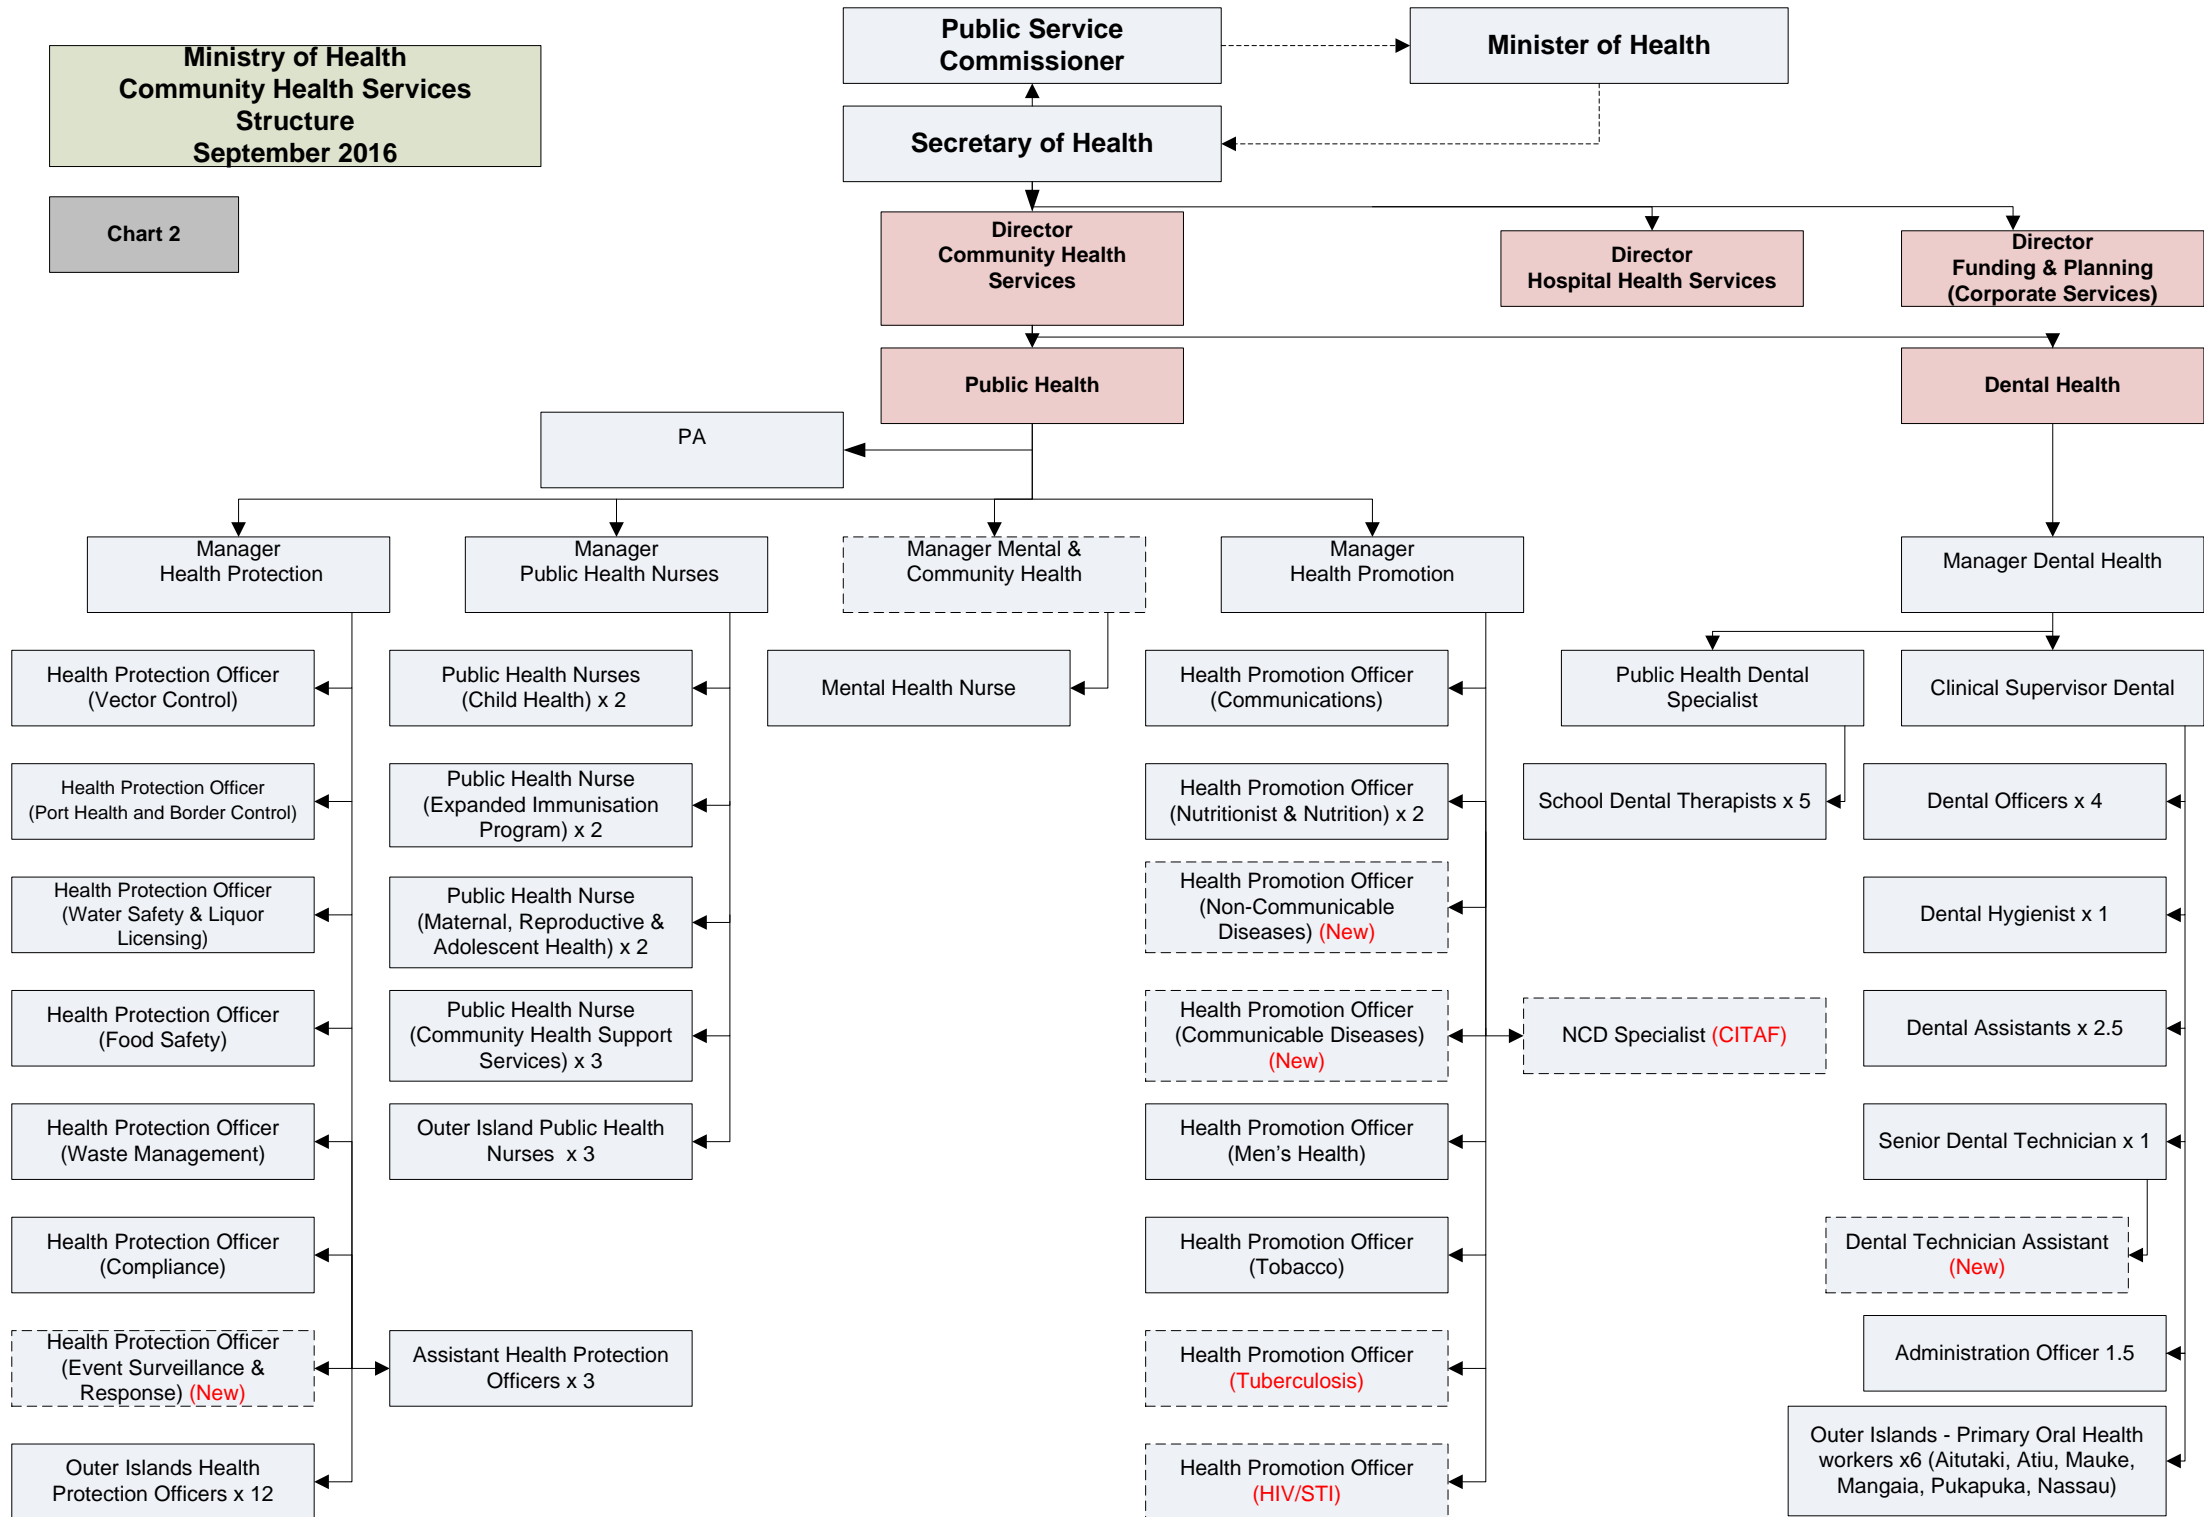 Ministry of Health
Community Health Services
Structure
September 2016
Chart 2
Public Service
Commissioner
Minister of Health
Secretary of Health
Director
Community Health
Services
Director
Hospital Health Services
Director
Funding & Planning
(Corporate Services)
Public Health
Dental Health
PA
Manager
Health Protection
Manager
Public Health Nurses
Manager Mental &
Community Health
Manager
Health Promotion
Manager Dental Health
Health Protection Officer
(Vector Control)
Health Protection Officer
(Port Health and Border Control)
Health Protection Officer
(Water Safety & Liquor
Licensing)
Health Protection Officer
(Food Safety)
Health Protection Officer
(Waste Management)
Health Protection Officer
(Compliance)
Health Protection Officer
(Event Surveillance &
Response) (New)
Outer Islands Health
Protection Officers x 12
Assistant Health Protection
Officers x 3
Public Health Nurses
(Child Health) x 2
Public Health Nurse
(Expanded Immunisation
Program) x 2
Public Health Nurse
(Maternal, Reproductive &
Adolescent Health) x 2
Public Health Nurse
(Community Health Support
Services) x 3
Outer Island Public Health
Nurses x 3
Mental Health Nurse
Health Promotion Officer
(Communications)
Health Promotion Officer
(Nutritionist & Nutrition) x 2
Health Promotion Officer
(Non-Communicable
Diseases) (New)
Health Promotion Officer
(Communicable Diseases)
(New)
NCD Specialist (CITAF)
Health Promotion Officer
(Men's Health)
Health Promotion Officer
(Tobacco)
Health Promotion Officer
(Tuberculosis)
Health Promotion Officer
(HIV/STI)
Public Health Dental
Specialist
School Dental Therapists x 5
Clinical Supervisor Dental
Dental Officers x 4
Dental Hygienist x 1
Dental Assistants x 2.5
Senior Dental Technician x 1
Dental Technician Assistant
(New)
Administration Officer 1.5
Outer Islands - Primary Oral Health
workers x6 (Aitutaki, Atiu, Mauke,
Mangaia, Pukapuka, Nassau)